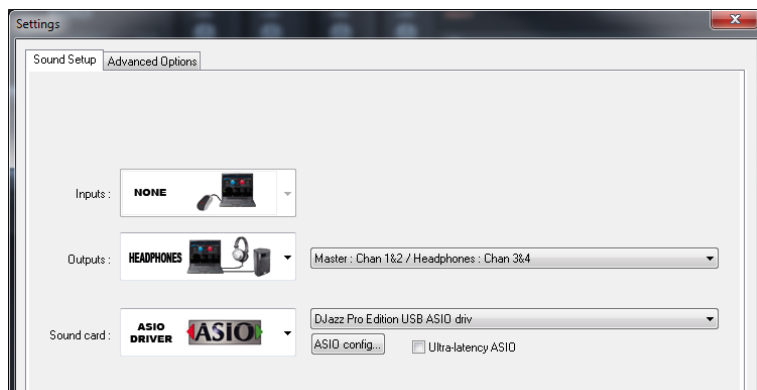 Settings
Sound Setup
Advanced Options
Inputs :
NONE
Outputs :
HEADPHONES
Master : Chan 1&2 / Headphones : Chan 3&4
Sound card :
ASIO DRIVER
ASIO
DJazz Pro Edition USB ASIO driv
ASIO config...
Ultra-latency ASIO